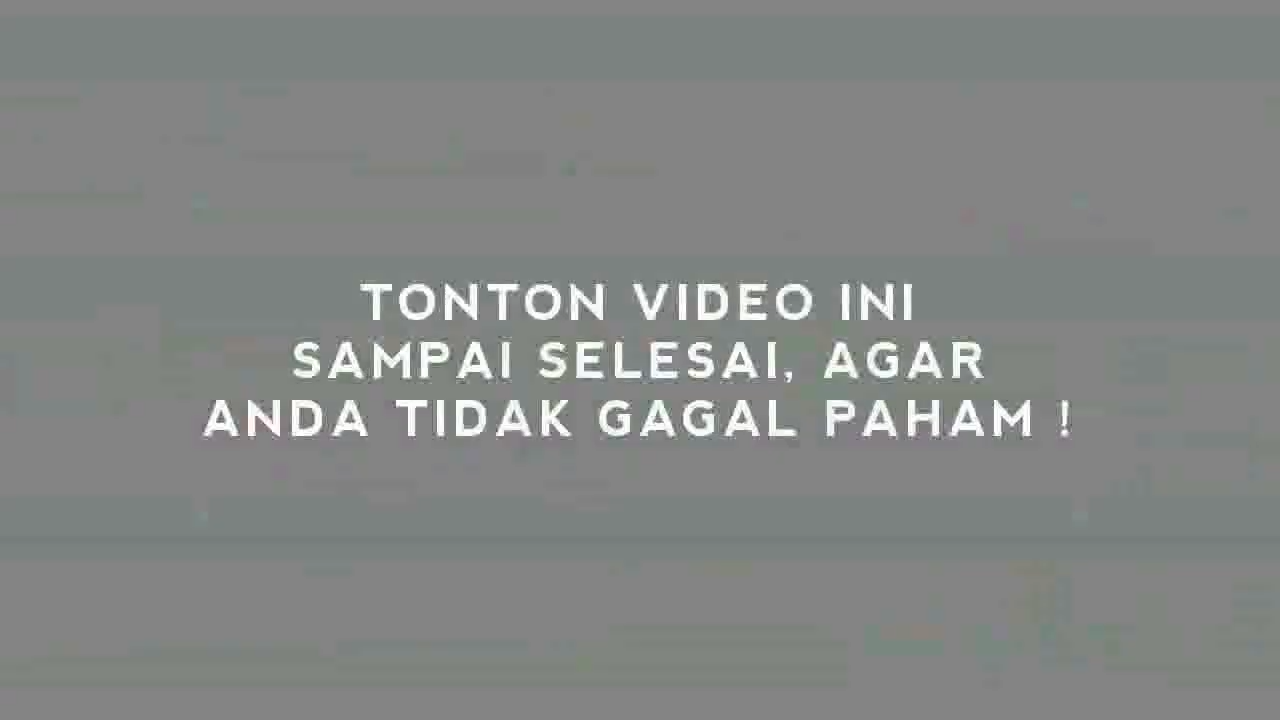 TONTON VIDEO INI
SAMPAI SELESAI, AGAR
ANDA TIDAK GAGAL PAHAM !